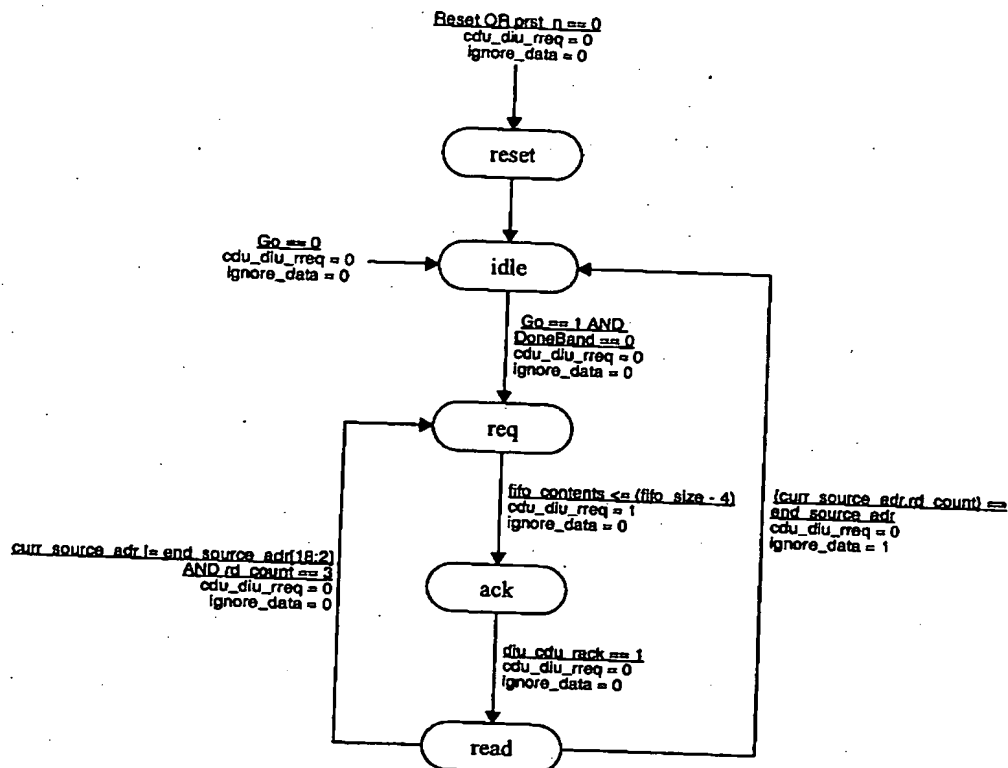 Reset OR prst_n == 0
cdu_diu_rreq = 0
ignore_data = 0
reset
Go == 0
cdu_diu_rreq = 0
ignore_data = 0
idle
Go == 1 AND
DoneBand == 0
cdu_diu_rreq = 0
ignore_data = 0
req
fifo_contents <= (fifo_size - 4)
cdu_diu_rreq = 1
ignore_data = 0
{curr_source_adr,rd_count} ==
end_source_adr
cdu_diu_rreq = 0
ignore_data = 1
curr_source_adr != end_source_adr[18:2]
AND rd_count == 3
cdu_diu_rreq = 0
ignore_data = 0
ack
diu_cdu_rack == 1
cdu_diu_rreq = 0
ignore_data = 0
read